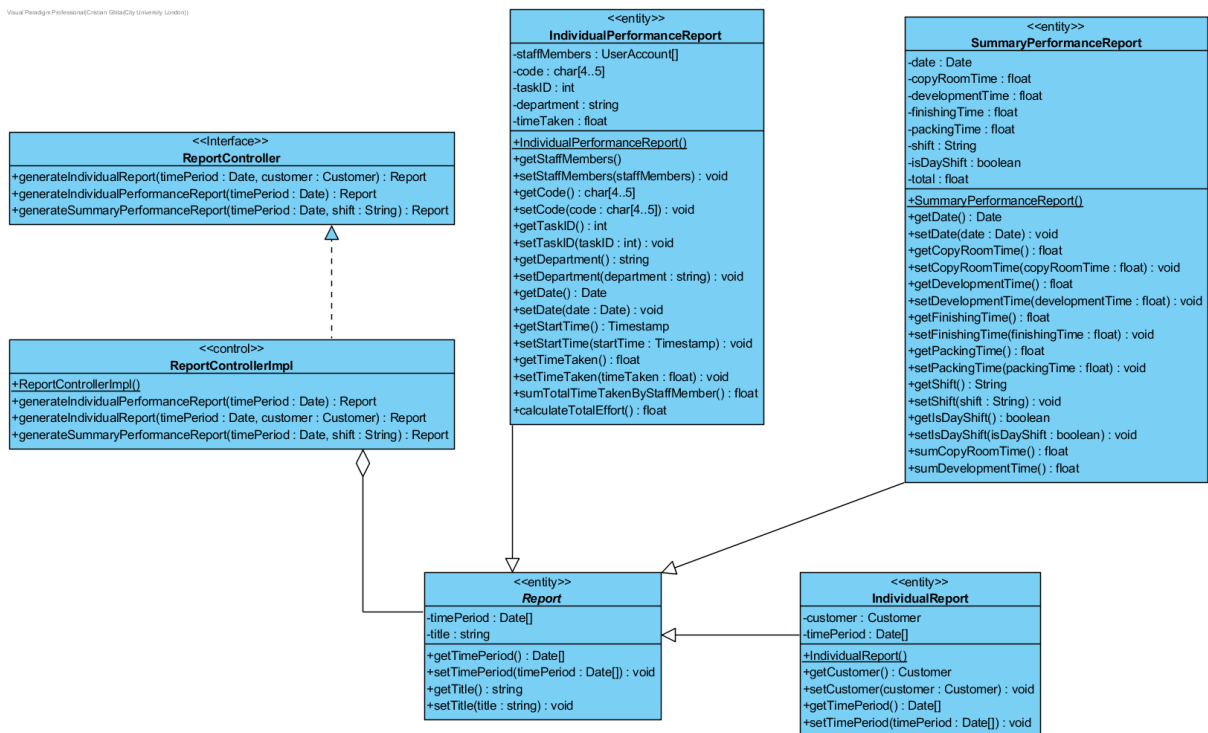 Visual Paradigm Professional(Cristian Ghita(City University London))
<<entity>>
IndividualPerformanceReport
-staffMembers : UserAccount[]
-code : char[4..5]
-taskID : int
-department : string
-timeTaken : float
+IndividualPerformanceReport()
+getStaffMembers()
+setStaffMembers(staffMembers) : void
+getCode() : char[4..5]
+setCode(code : char[4..5]) : void
+getTaskID() : int
+setTaskID(taskID : int) : void
+getDepartment() : string
+setDepartment(department : string) : void
+getDate() : Date
+setDate(date : Date) : void
+getStartTime() : Timestamp
+setStartTime(startTime : Timestamp) : void
+getTimeTaken() : float
+setTimeTaken(timeTaken : float) : void
+sumTotalTimeTakenByStaffMember() : float
+calculateTotalEffort() : float
<<entity>>
SummaryPerformanceReport
-date : Date
-copyRoomTime : float
-developmentTime : float
-finishingTime : float
-packingTime : float
-shift : String
-isDayShift : boolean
-total : float
+SummaryPerformanceReport()
+getDate() : Date
+setDate(date : Date) : void
+getCopyRoomTime() : float
+setCopyRoomTime(copyRoomTime : float) : void
+getDevelopmentTime() : float
+setDevelopmentTime(developmentTime : float) : void
+getFinishingTime() : float
+setFinishingTime(finishingTime : float) : void
+getPackingTime() : float
+setPackingTime(packingTime : float) : void
+getShift() : String
+setShift(shift : String) : void
+getIsDayShift() : boolean
+setIsDayShift(isDayShift : boolean) : void
+sumCopyRoomTime() : float
+sumDevelopmentTime() : float
<<Interface>>
ReportController
+generateIndividualReport(timePeriod : Date, customer : Customer) : Report
+generateIndividualPerformanceReport(timePeriod : Date) : Report
+generateSummaryPerformanceReport(timePeriod : Date, shift : String) : Report
<<control>>
ReportControllerImpl
+ReportControllerImpl()
+generateIndividualPerformanceReport(timePeriod : Date) : Report
+generateIndividualReport(timePeriod : Date, customer : Customer) : Report
+generateSummaryPerformanceReport(timePeriod : Date, shift : String) : Report
<<entity>>
Report
-timePeriod : Date[]
-title : string
+getTimePeriod() : Date[]
+setTimePeriod(timePeriod : Date[]) : void
+getTitle() : string
+setTitle(title : string) : void
<<entity>>
IndividualReport
-customer : Customer
-timePeriod : Date[]
+IndividualReport()
+getCustomer() : Customer
+setCustomer(customer : Customer) : void
+getTimePeriod() : Date[]
+setTimePeriod(timePeriod : Date[]) : void